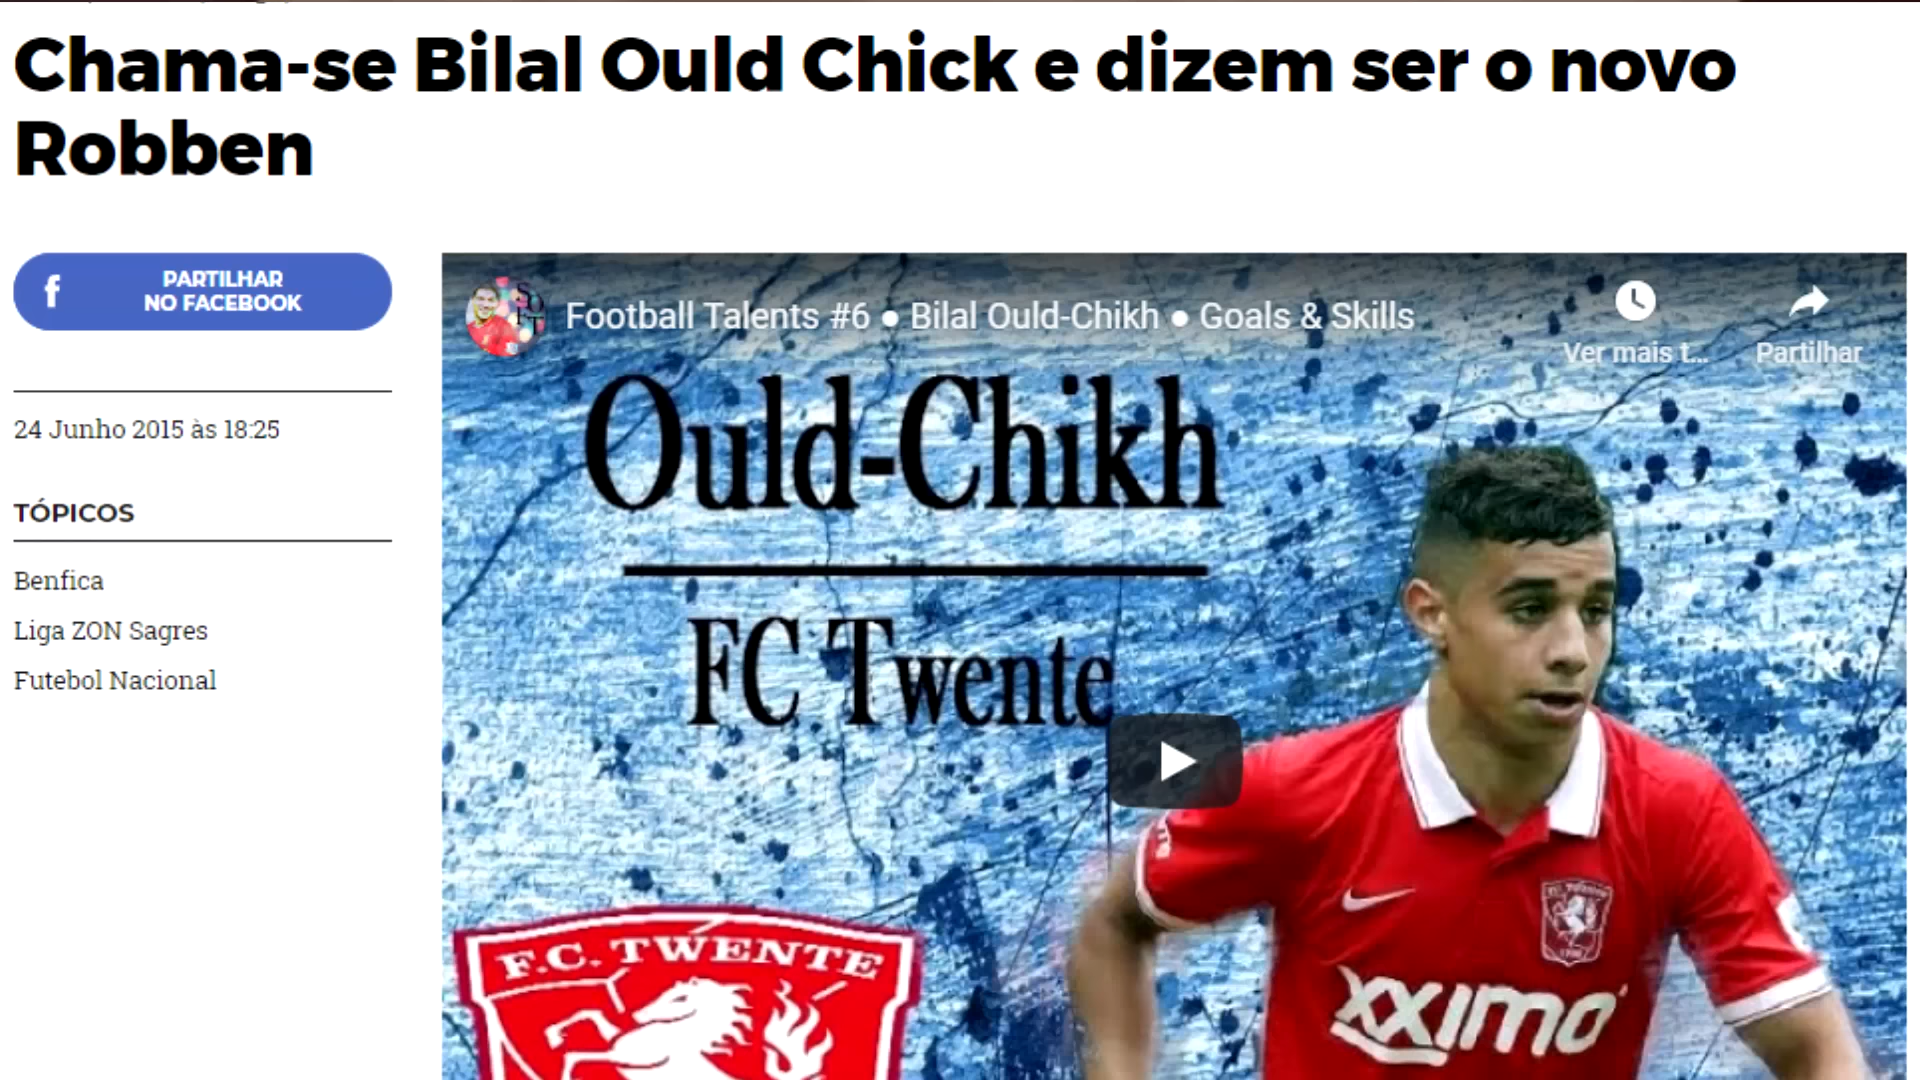 Chama-se Bilal Ould Chick e dizem ser o novo
Robben
f
PARTILHAR
NO FACEBOOK
24 Junho 2015 às 18:25
TÓPICOS
Benfica
Liga ZON Sagres
Futebol Nacional
Football Talents #6 ● Bilal Ould-Chikh ● Goals & Skills
Ver mais t...
Partilhar
Ould-Chikh
FC Twente
F.C. TWENTE
XXIMO